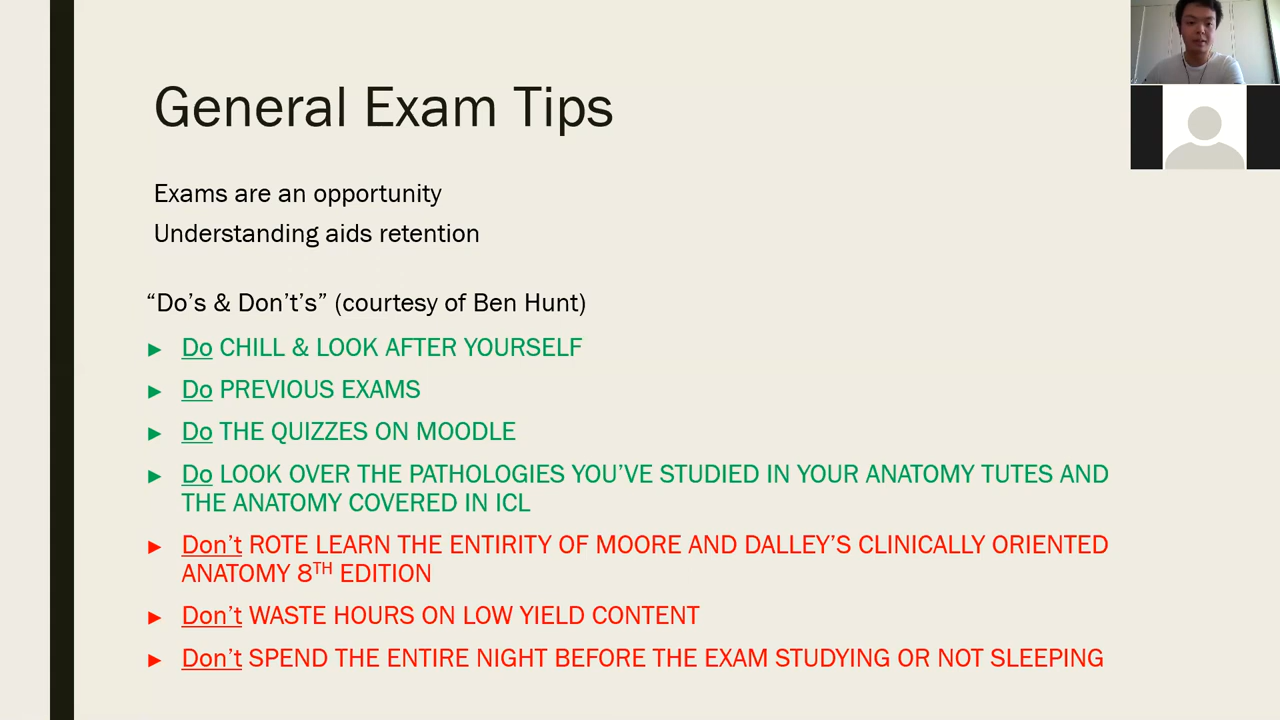 General Exam Tips
Exams are an opportunity
Understanding aids retention
“Do’s & Don’t’s” (courtesy of Ben Hunt)
► Do CHILL & LOOK AFTER YOURSELF
► Do PREVIOUS EXAMS
► Do THE QUIZZES ON MOODLE
► Do LOOK OVER THE PATHOLOGIES YOU’VE STUDIED IN YOUR ANATOMY TUTES AND
THE ANATOMY COVERED IN ICL
► Don’t ROTE LEARN THE ENTIRITY OF MOORE AND DALLEY’S CLINICALLY ORIENTED
ANATOMY 8TH EDITION
► Don’t WASTE HOURS ON LOW YIELD CONTENT
► Don’t SPEND THE ENTIRE NIGHT BEFORE THE EXAM STUDYING OR NOT SLEEPING